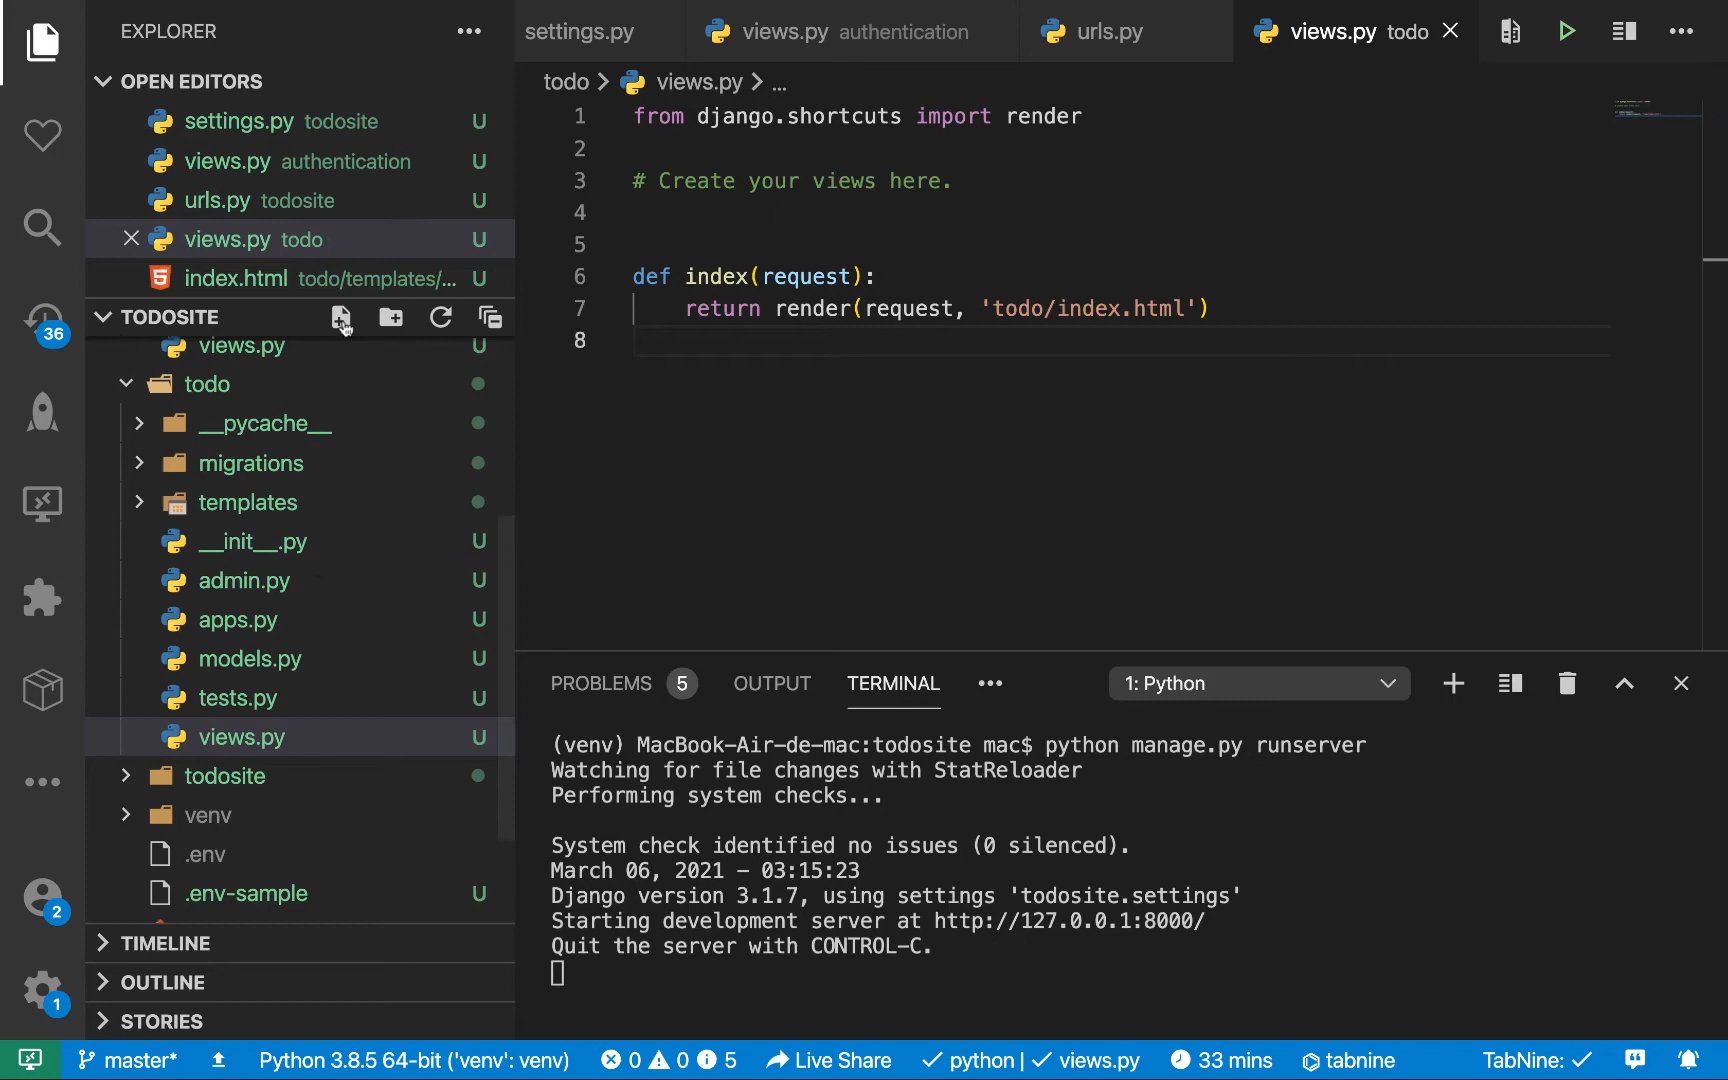 EXPLORER
OPEN EDITORS
settings.py todosite U
views.py authentication U
urls.py todosite U
views.py todo U
index.html todo/templates/... U
TODOSITE
views.py U
todo
__pycache__
migrations
templates
__init__.py U
admin.py U
apps.py U
models.py U
tests.py U
views.py U
todosite
venv
.env
.env-sample U
TIMELINE
OUTLINE
STORIES
36
2
1
settings.py
views.py authentication
urls.py
views.py todo
todo > views.py > ...
1 from django.shortcuts import render
2
3 # Create your views here.
4
5
6 def index(request):
7 return render(request, 'todo/index.html')
8
PROBLEMS 5 OUTPUT TERMINAL
1: Python
(venv) MacBook-Air-de-mac:todosite mac$ python manage.py runserver
Watching for file changes with StatReloader
Performing system checks...
System check identified no issues (0 silenced).
March 06, 2021 - 03:15:23
Django version 3.1.7, using settings 'todosite.settings'
Starting development server at http://127.0.0.1:8000/
Quit the server with CONTROL-C.
master* Python 3.8.5 64-bit ('venv': venv) 0 0 5 Live Share python | views.py 33 mins tabnine TabNine: